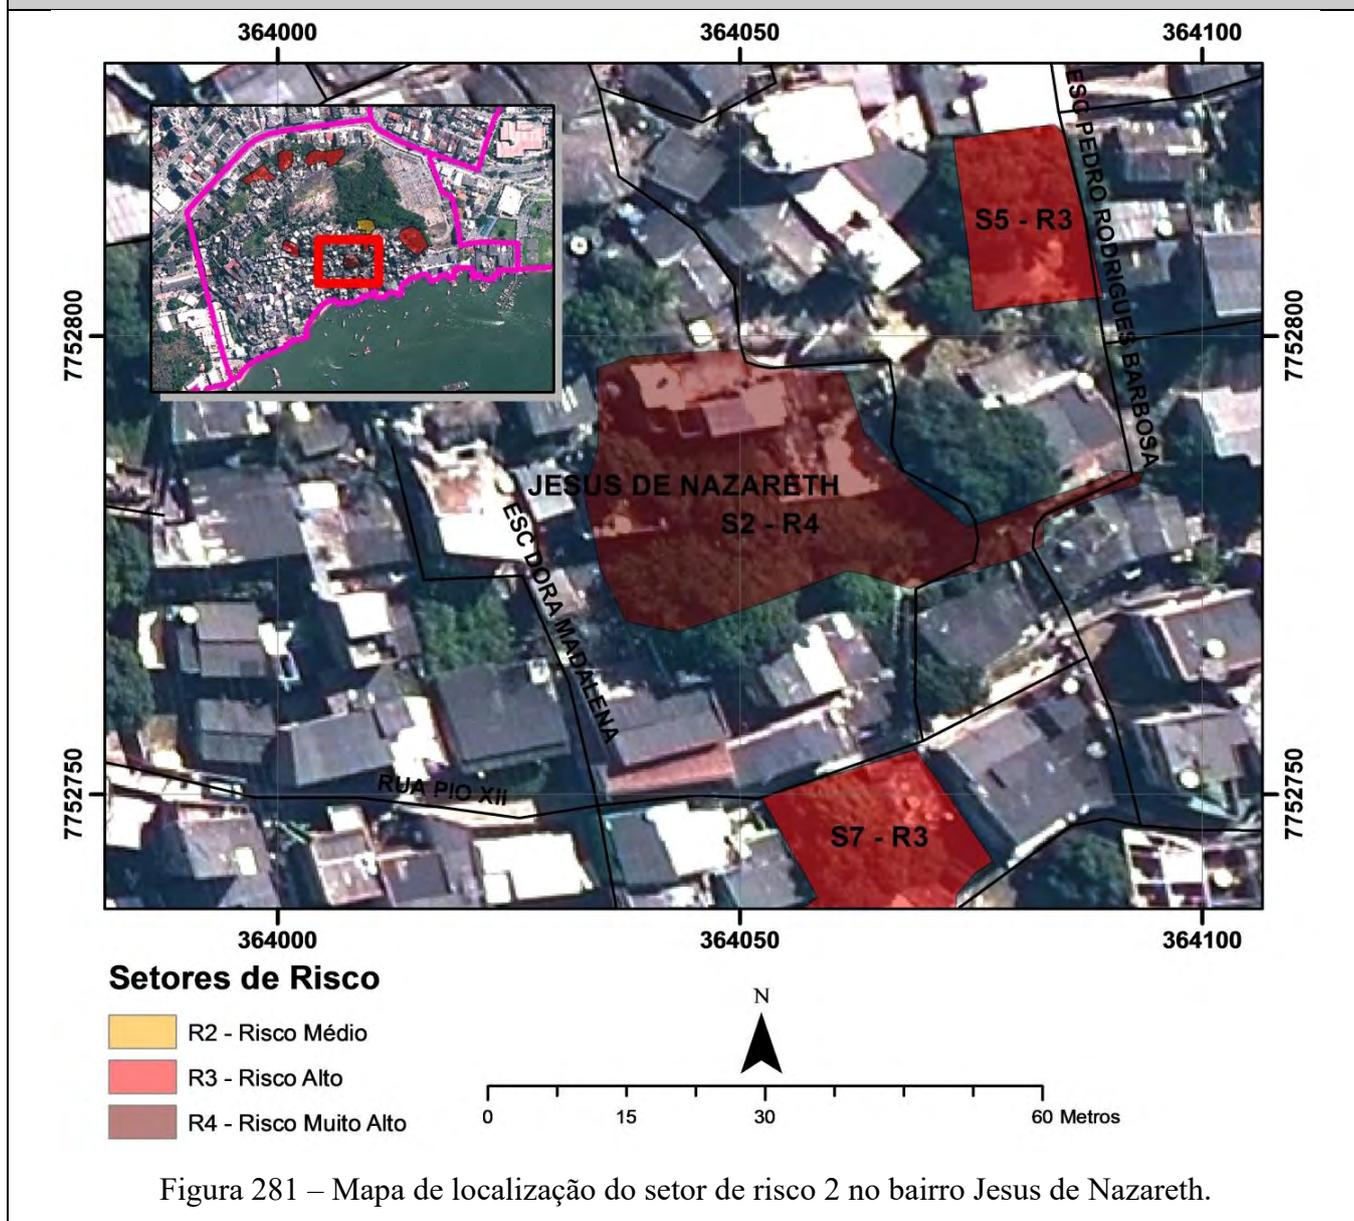 364000 364050 364100
ESC PEDRO RODRIGUES BARBOSA
S5 - R3
7752800 7752800
JESUS DE NAZARETH
S2 - R4
ESC DORA MADALENA
7752750 7752750
RUA PIO XII
S7 - R3
364000 364050 364100
Setores de Risco
R2 - Risco Médio
R3 - Risco Alto
R4 - Risco Muito Alto
N
0 15 30 60 Metros
Figura 281 – Mapa de localização do setor de risco 2 no bairro Jesus de Nazareth.